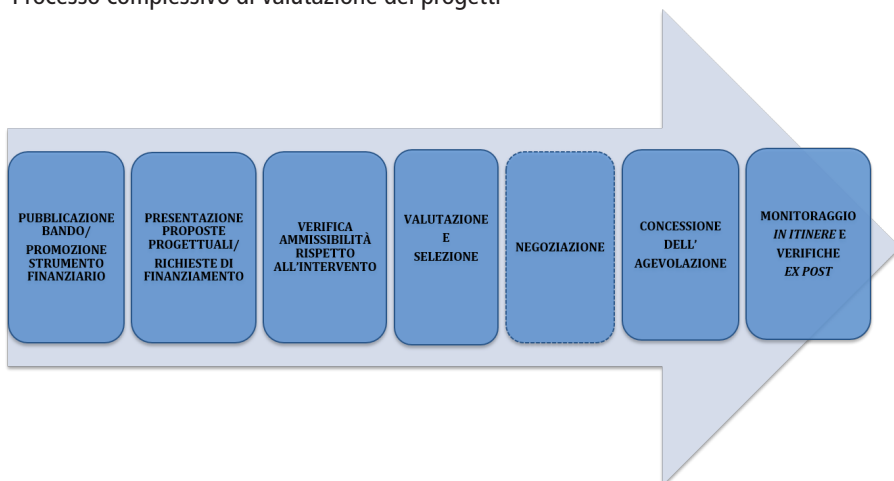 Processo complessivo di valutazione dei progetti
PUBBLICAZIONE
BANDO/
PROMOZIONE
STRUMENTO
FINANZIARIO
PRESENTAZIONE
PROPOSTE
PROGETTUALI/
RICHIESTE DI
FINANZIAMENTO
VERIFICA
AMMISSIBILITÀ
RISPETTO
ALL'INTERVENTO
VALUTAZIONE
E
SELEZIONE
NEGOZIAZIONE
CONCESSIONE
DELL'
AGEVOLAZIONE
MONITORAGGIO
IN ITINERE E
VERIFICHE
EX POST